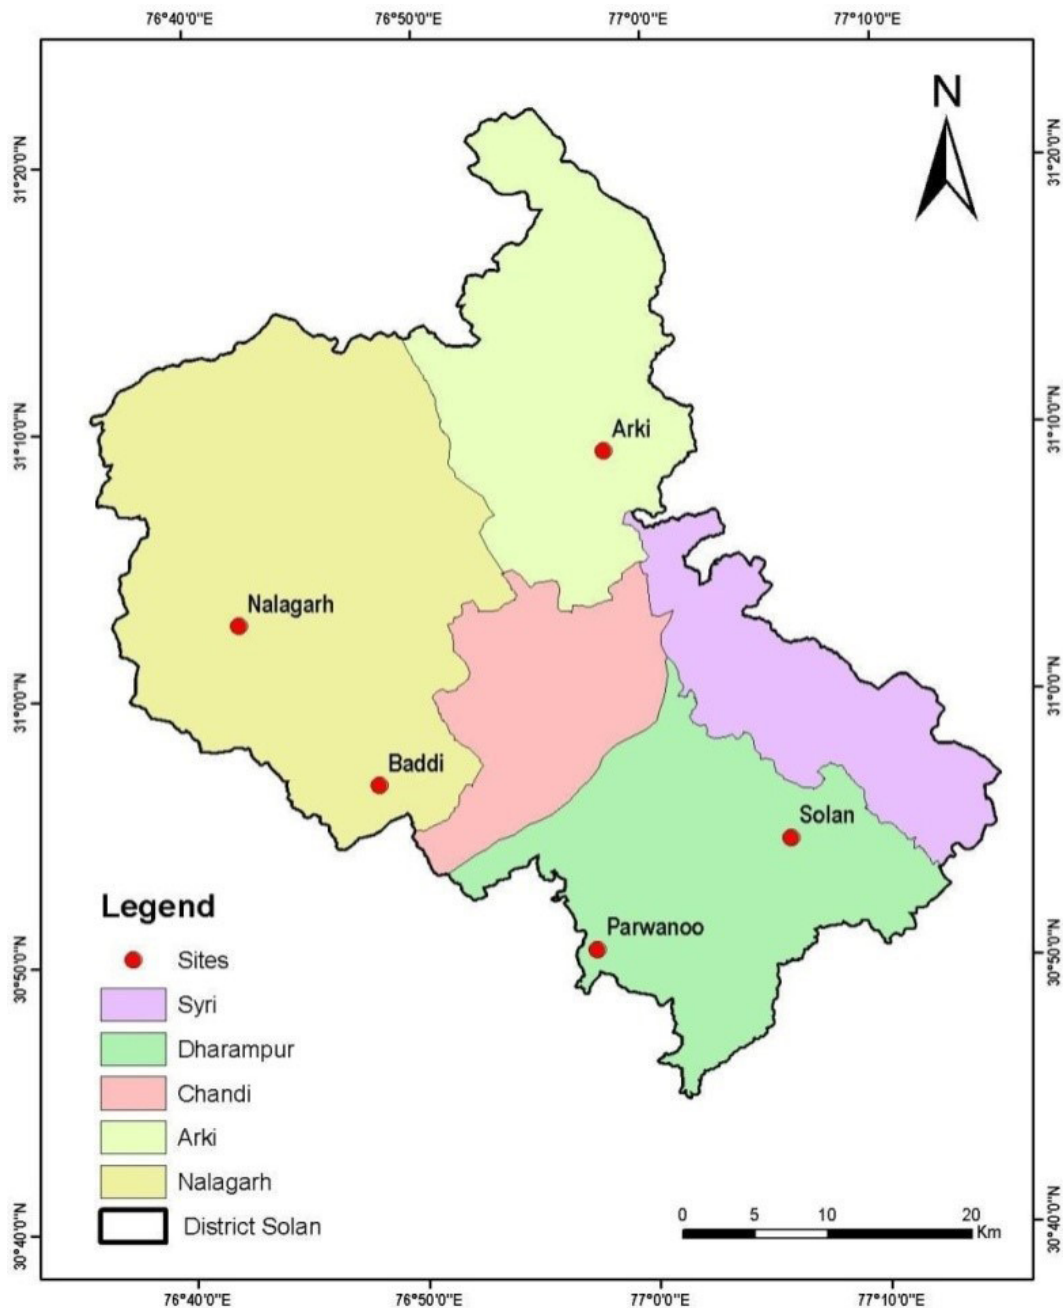 76°40'0"E 76°50'0"E 77°0'0"E 77°10'0"E
N
31°20'0"N 31°20'0"N
31°10'0"N 31°10'0"N
Arki
Nalagarh
31°0'0"N 31°0'0"N
Baddi
Solan
Legend
Parwanoo
30°50'0"N 30°50'0"N
Sites
Syri
Dharampur
Chandi
Arki
Nalagarh
District Solan
0 5 10 20
Km
30°40'0"N 30°40'0"N
76°40'0"E 76°50'0"E 77°0'0"E 77°10'0"E